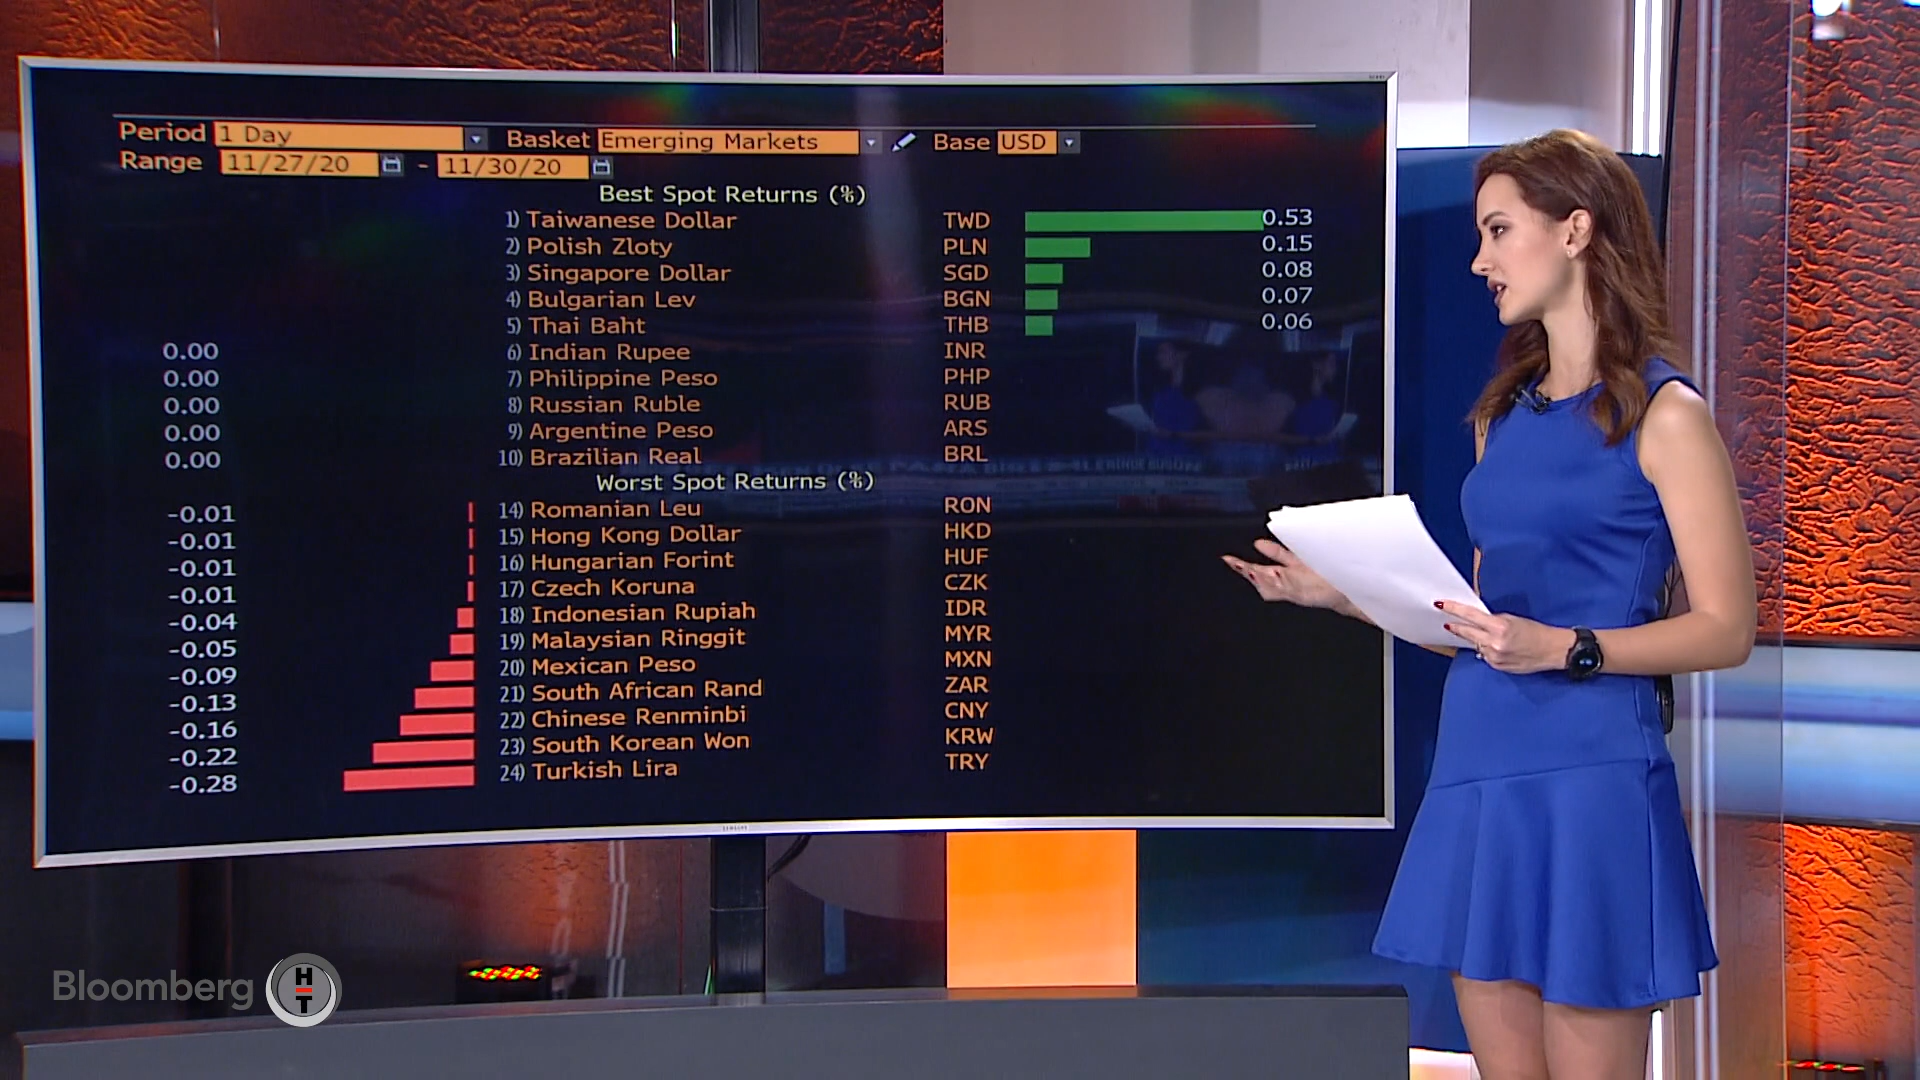 Period 1 Day Basket Emerging Markets Base USD
Range 11/27/20 - 11/30/20
Best Spot Returns (%)
1) Taiwanese Dollar TWD 0.53
2) Polish Zloty PLN 0.15
3) Singapore Dollar SGD 0.08
4) Bulgarian Lev BGN 0.07
5) Thai Baht THB 0.06
0.00 6) Indian Rupee INR
0.00 7) Philippine Peso PHP
0.00 8) Russian Ruble RUB
0.00 9) Argentine Peso ARS
0.00 10) Brazilian Real BRL
Worst Spot Returns (%)
-0.01 14) Romanian Leu RON
-0.01 15) Hong Kong Dollar HKD
-0.01 16) Hungarian Forint HUF
-0.01 17) Czech Koruna CZK
-0.04 18) Indonesian Rupiah IDR
-0.05 19) Malaysian Ringgit MYR
-0.09 20) Mexican Peso MXN
-0.13 21) South African Rand ZAR
-0.16 22) Chinese Renminbi CNY
-0.22 23) South Korean Won KRW
-0.28 24) Turkish Lira TRY
SAMSUNG
Bloomberg HT